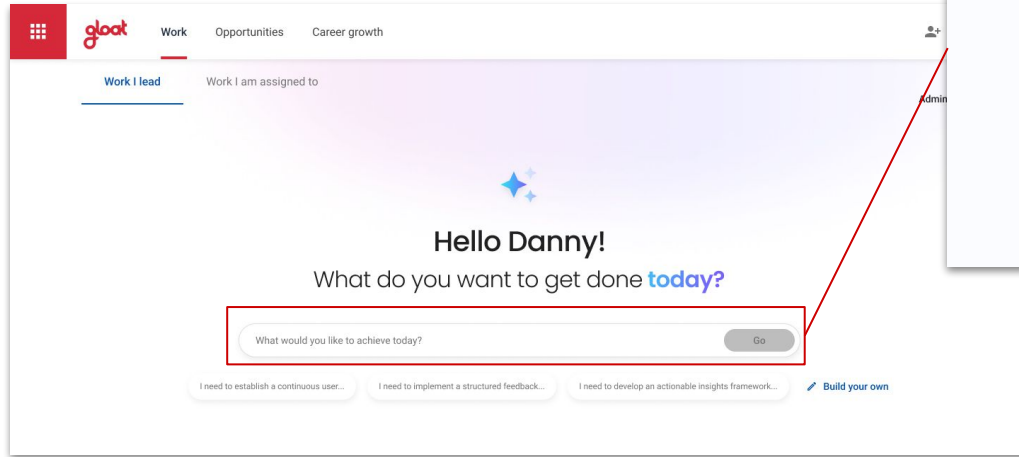 gloat
Work
Opportunities
Career growth
Work I lead
Work I am assigned to
Admin
Hello Danny!
What do you want to get done today?
What would you like to achieve today?
Go
I need to establish a continuous user...
I need to implement a structured feedback...
I need to develop an actionable insights framework...
Build your own